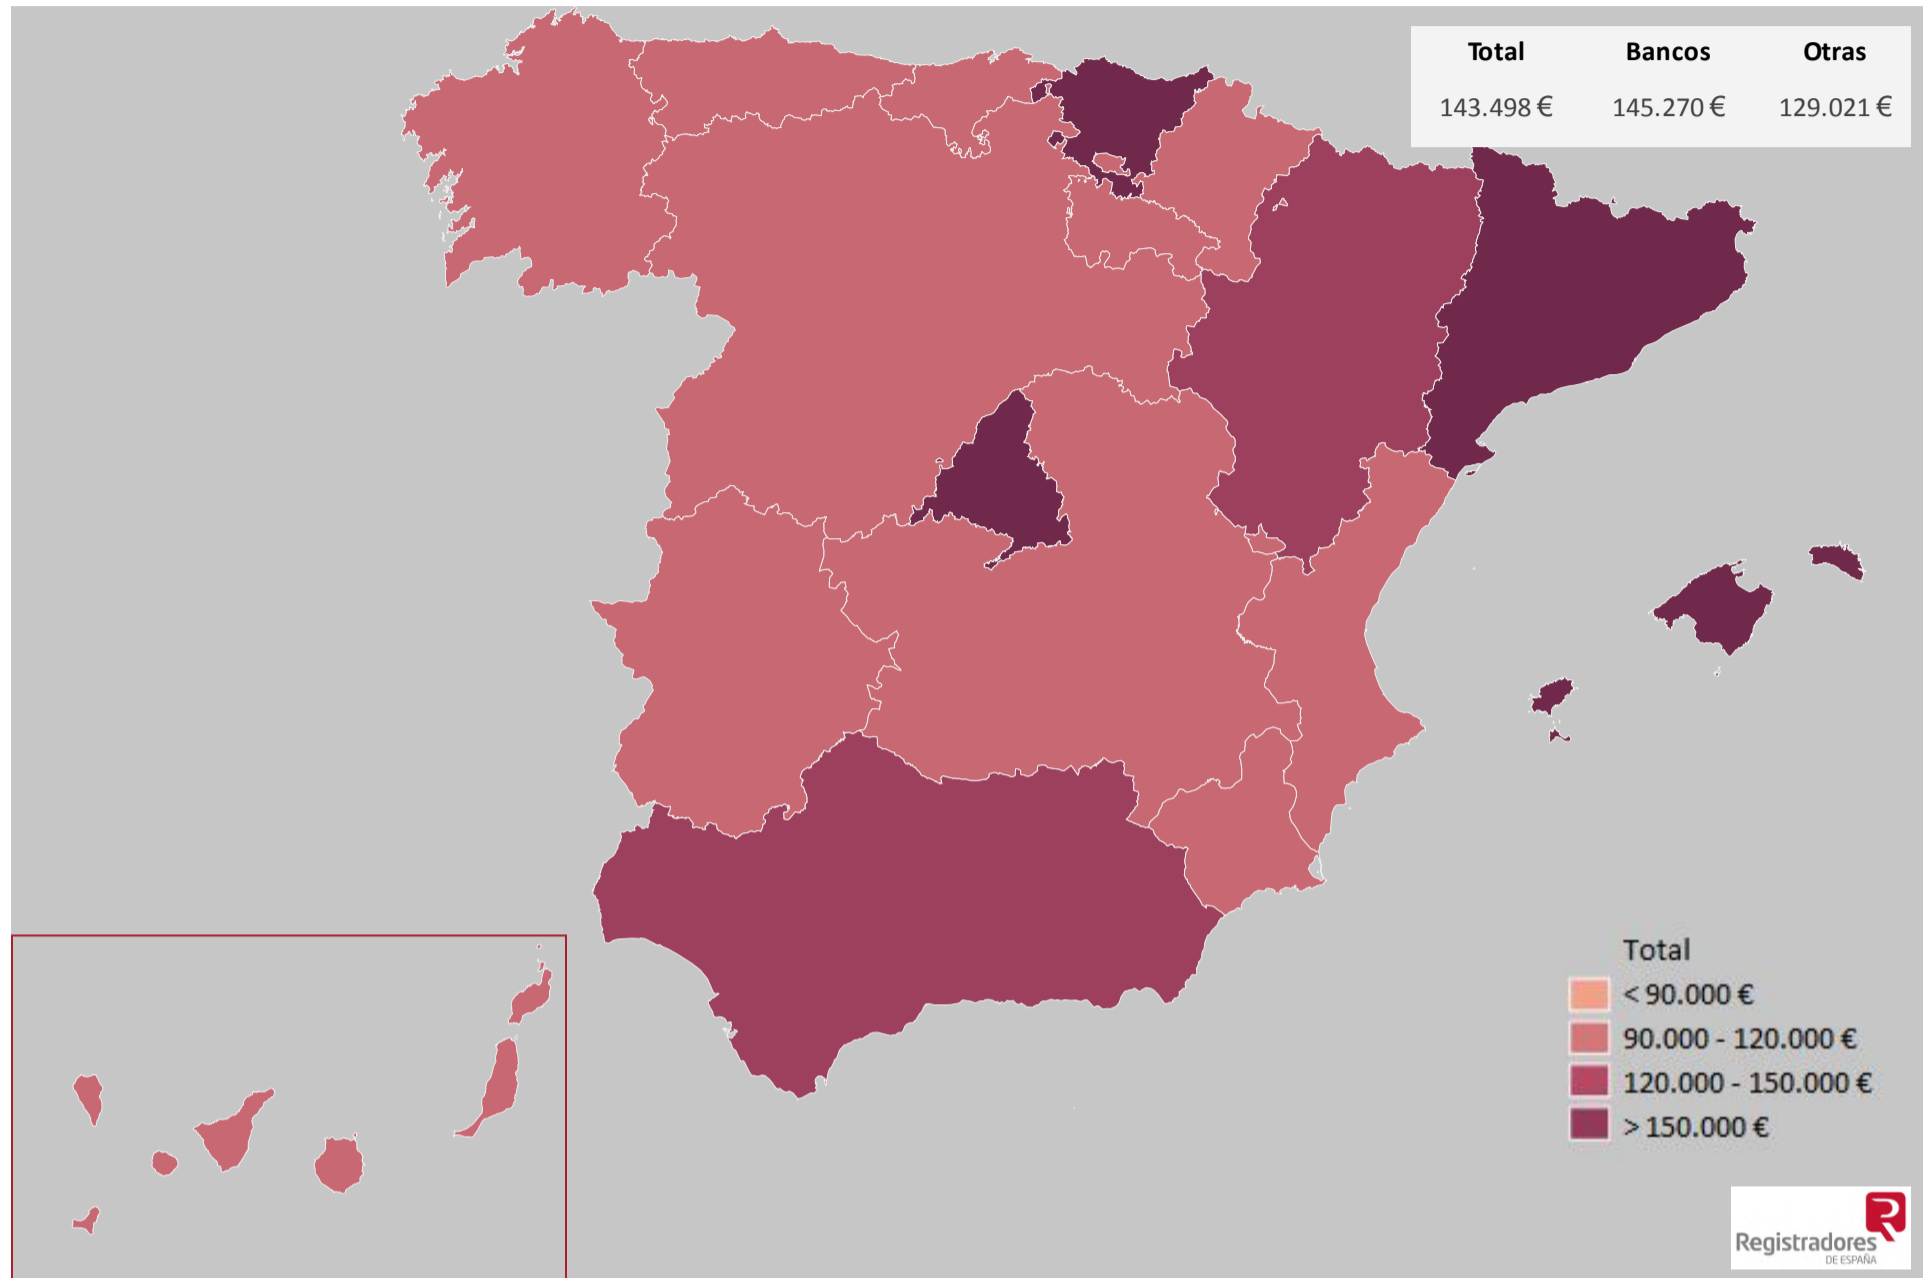 Total Bancos Otras
143.498 € 145.270 € 129.021 €
Total
< 90.000 €
90.000 - 120.000 €
120.000 - 150.000 €
> 150.000 €
Registradores
DE ESPAÑA